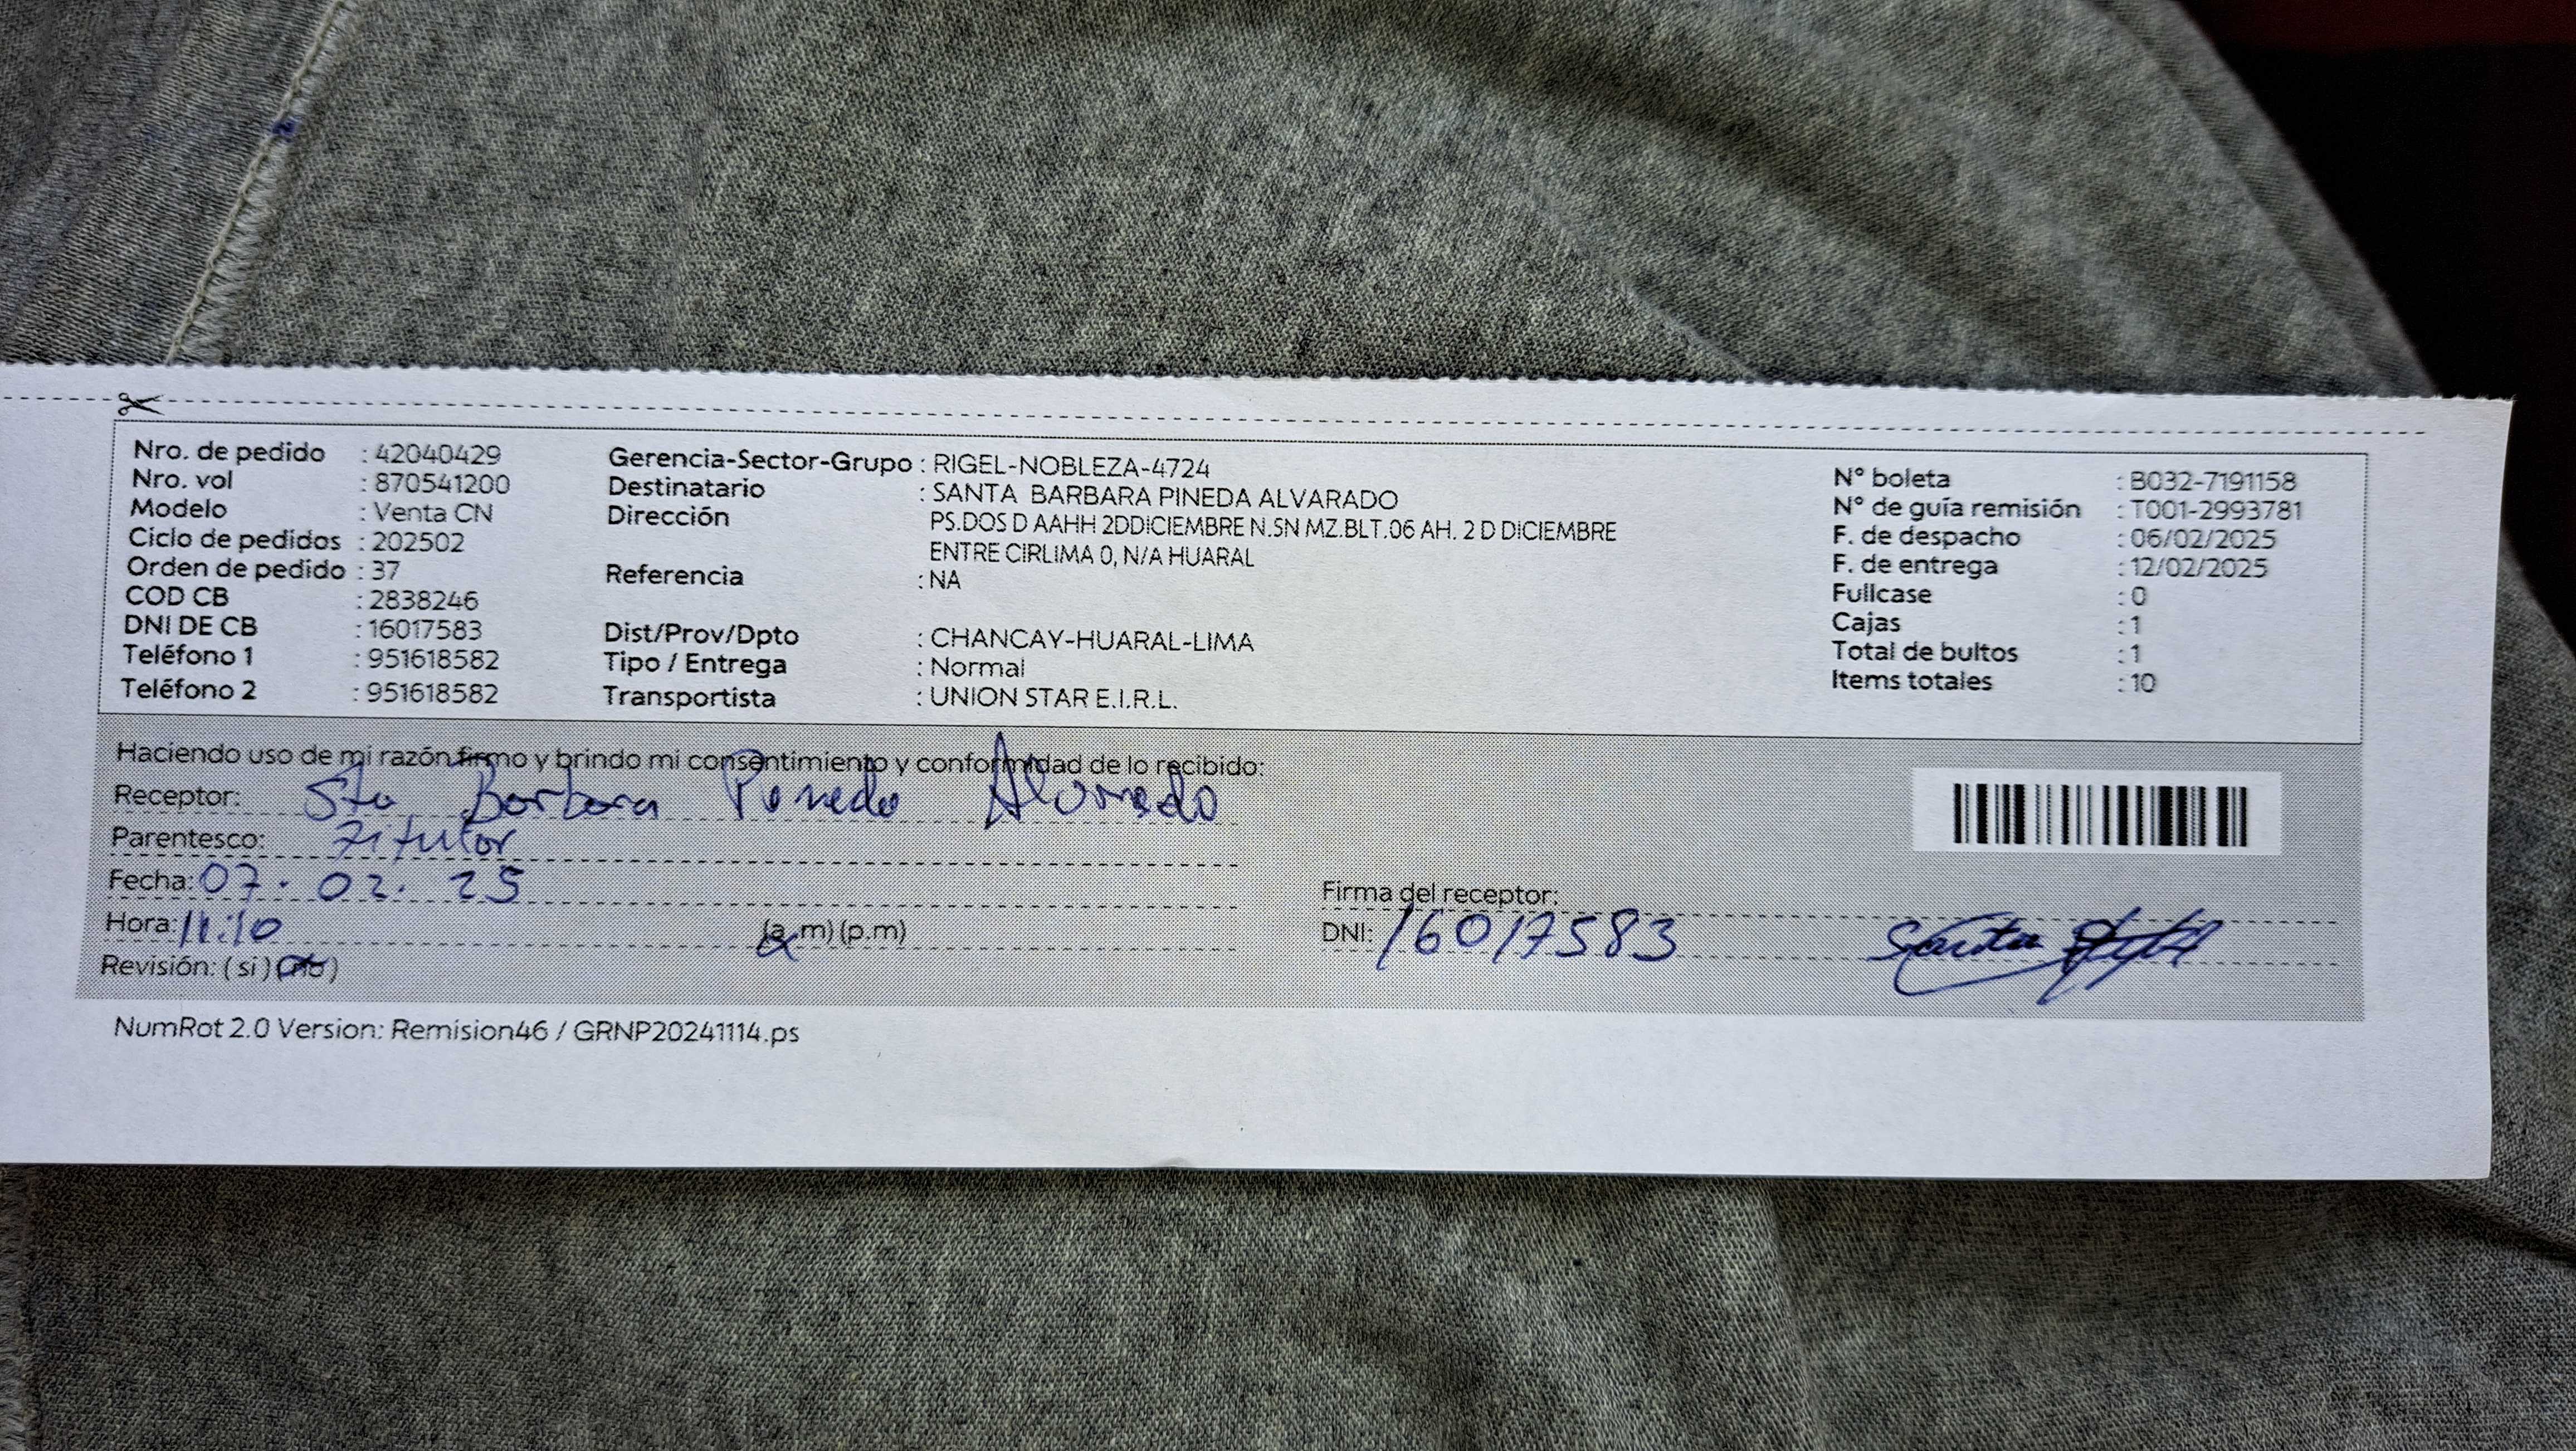 Nro. de pedido : 42040429
Nro. vol : 870541200
Modelo : Venta CN
Ciclo de pedidos : 202502
Orden de pedido : 37
COD CB : 2838246
DNI DE CB : 16017583
Teléfono 1 : 951618582
Teléfono 2 : 951618582
Gerencia-Sector-Grupo : RIGEL-NOBLEZA-4724
Destinatario : SANTA BARBARA PINEDA ALVARADO
Dirección PS.DOS D AAHH 2DDICIEMBRE N.SN MZ.BLT.06 AH. 2 D DICIEMBRE
ENTRE CIRLIMA 0, N/A HUARAL
Referencia : NA
Dist/Prov/Dpto : CHANCAY-HUARAL-LIMA
Tipo / Entrega : Normal
Transportista : UNION STAR E.I.R.L.
N° boleta : B032-7191158
N° de guía remisión : T001-2993781
F. de despacho : 06/02/2025
F. de entrega : 12/02/2025
Fullcase : 0
Cajas : 1
Total de bultos : 1
Items totales : 10
Haciendo uso de mi razón firmo y brindo mi consentimiento y conformidad de lo recibido:
Receptor: Sta Barbara Pineda Alvarado
Parentesco: Titular
Fecha: 07. 02. 25
Hora: 11:10 (a.m) (p.m)
Revisión: ( si ) ( no )
Firma del receptor:
DNI: 16017583 Santa
NumRot 2.0 Version: Remision46 / GRNP20241114.ps